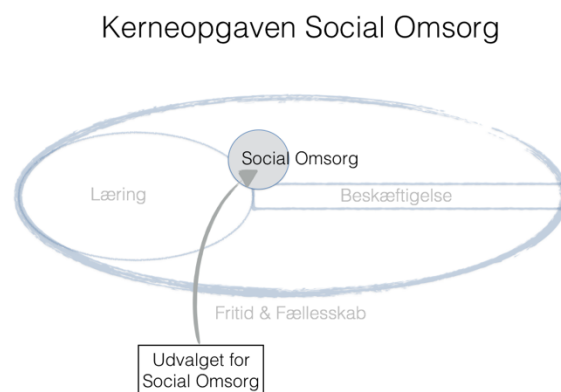 Kerneopgaven Social Omsorg
Social Omsorg
Læring
Beskæftigelse
Fritid & Fællesskab
Udvalget for
Social Omsorg